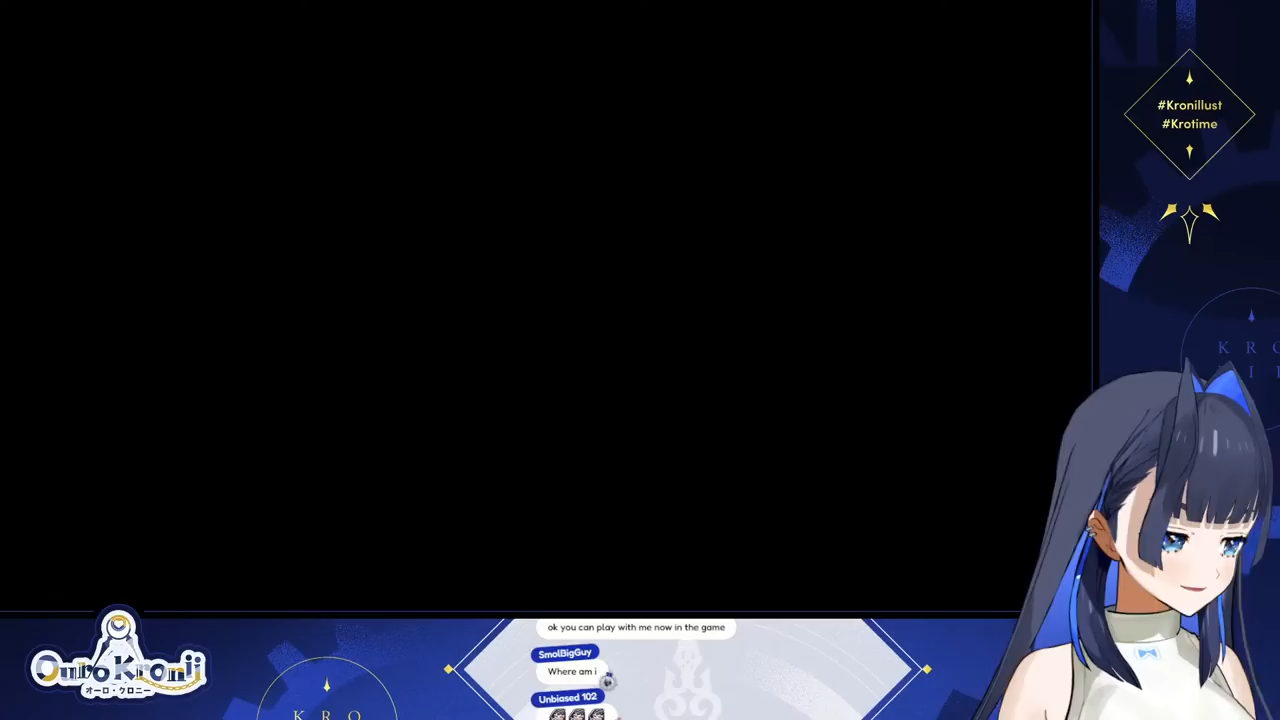 #Kronillust
#Krotime
K R O
ok you can play with me now in the game
SmolBigGuy
Where am i
Unbiased 102
Ouro Kronii
オーロ・クロニー
K R O